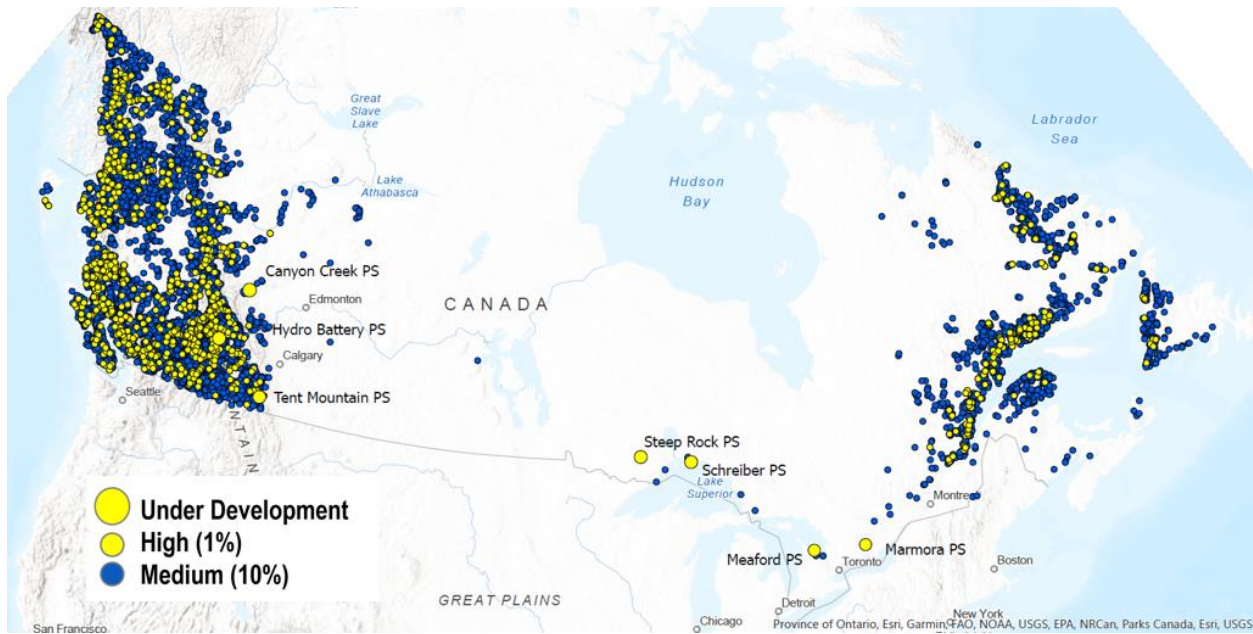 Great
Slave
Lake
Labrador
Sea
Lake
Athabasca
Hudson
Bay
Canyon Creek PS
Edmonton
CANADA
Hydro Battery PS
Calgary
Seattle
Tent Mountain PS
NTAIN
Steep Rock PS
Schreiber PS
Lake
Superior
Montre
Under Development
High (1%)
Medium (10%)
Meaford PS
Marmora PS
Toronto
Boston
GREAT PLAINS
Detroit
Chicago
New York
San Francisco
Province of Ontario, Esri, Garmin, FAO, NOAA, USGS, EPA, NRCan, Parks Canada, Esri, USGS